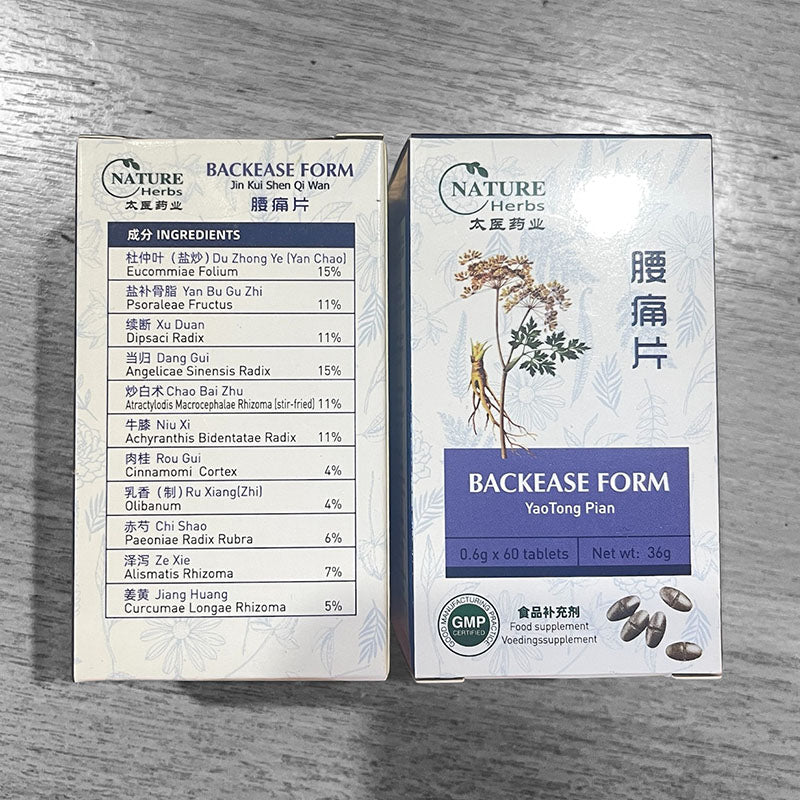 NATURE
Herbs
太医药业
BACKEASE FORM
Jin Kui Shen Qi Wan
腰痛片
成分 INGREDIENTS
杜仲叶（盐炒）Du Zhong Ye (Yan Chao)
Eucommiae Folium 15%
盐补骨脂 Yan Bu Gu Zhi
Psoraleae Fructus 11%
续断 Xu Duan
Dipsaci Radix 11%
当归 Dang Gui
Angelicae Sinensis Radix 15%
炒白术 Chao Bai Zhu
Atractylodis Macrocephalae Rhizoma (stir-fried) 11%
牛膝 Niu Xi
Achyranthis Bidentatae Radix 11%
肉桂 Rou Gui
Cinnamomi Cortex 4%
乳香（制）Ru Xiang(Zhi)
Olibanum 4%
赤芍 Chi Shao
Paeoniae Radix Rubra 6%
泽泻 Ze Xie
Alismatis Rhizoma 7%
姜黄 Jiang Huang
Curcumae Longae Rhizoma 5%
NATURE
Herbs
太医药业
腰痛片
BACKEASE FORM
YaoTong Pian
0.6g x 60 tablets Net wt: 36g
GOOD MANUFACTURING PRACTICE
GMP
CERTIFIED
食品补充剂
Food supplement
Voedingssupplement